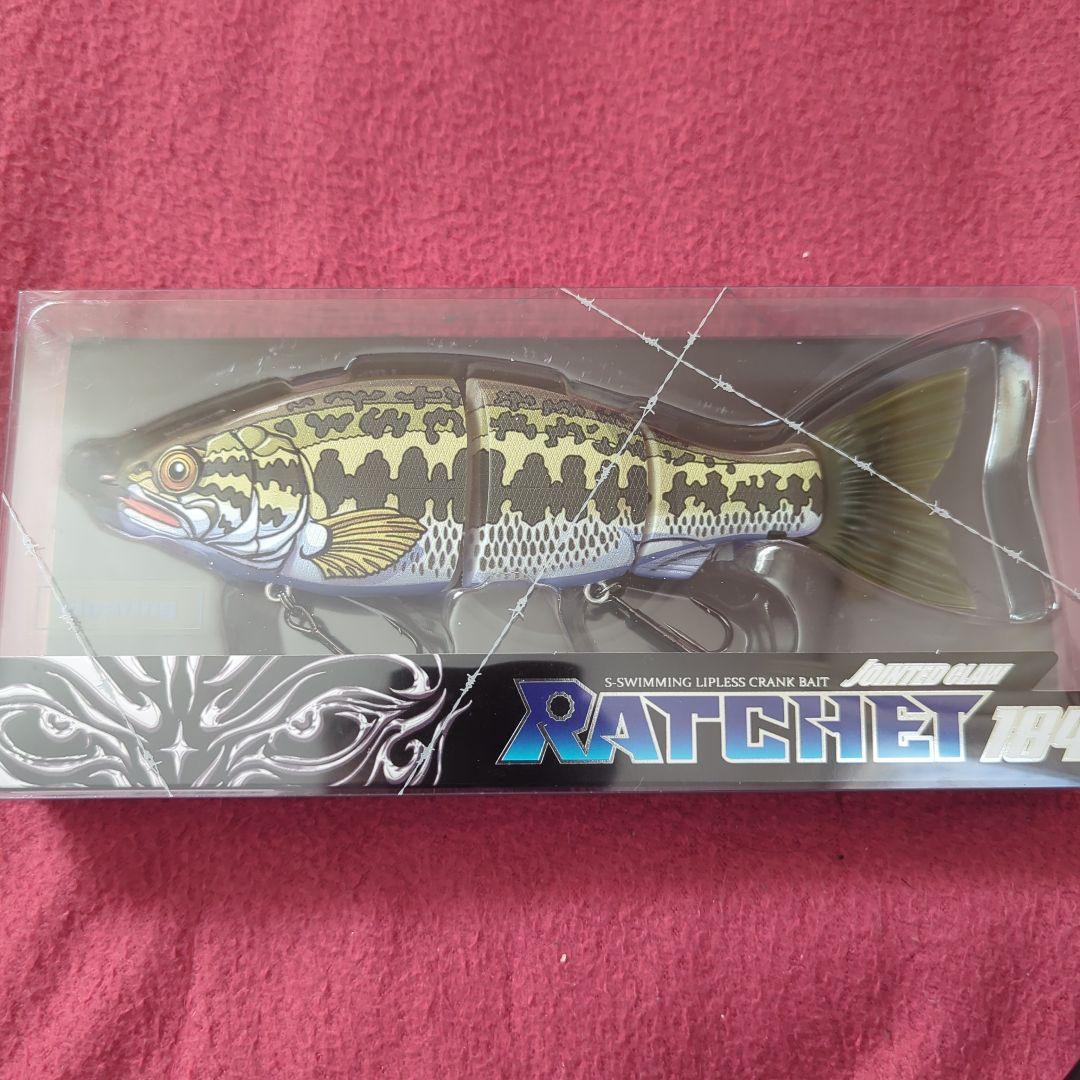 S-SWIMMING LIPLESS CRANK BAIT
JOINTED CLAW
RATCHET 184